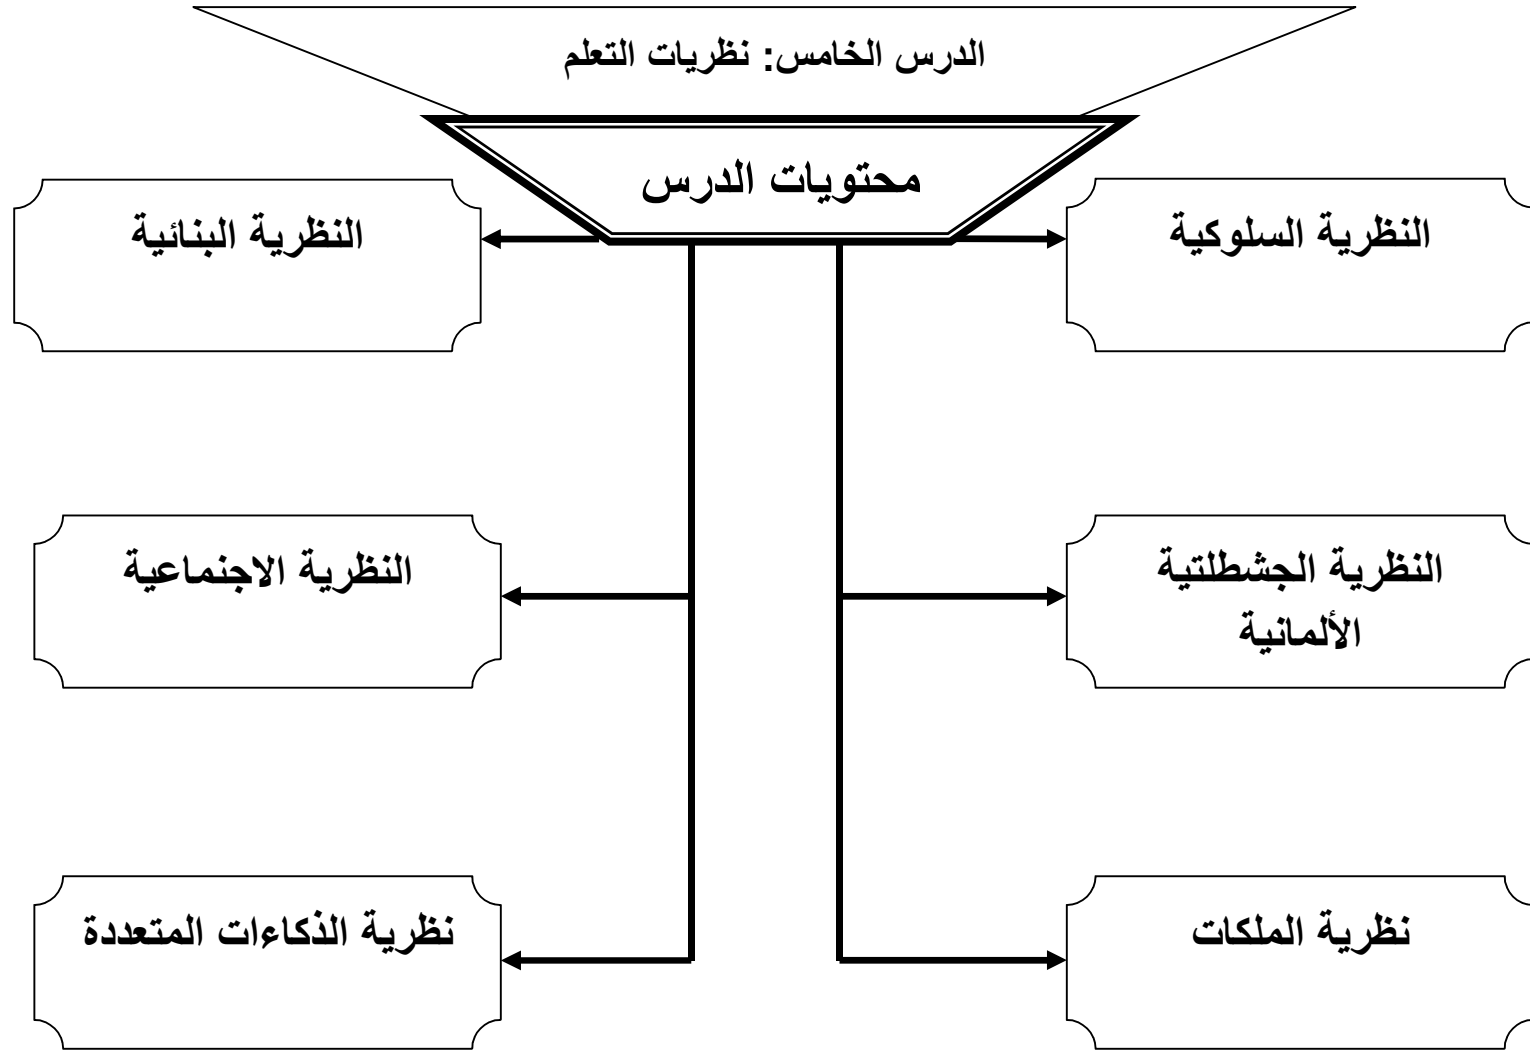 الدرس الخامس: نظريات التعلم
محتويات الدرس
النظرية السلوكية
النظرية البنائية
النظرية الجشطلتية
الألمانية
النظرية الاجنماعية
نظرية الملكات
نظرية الذكاءات المتعددة